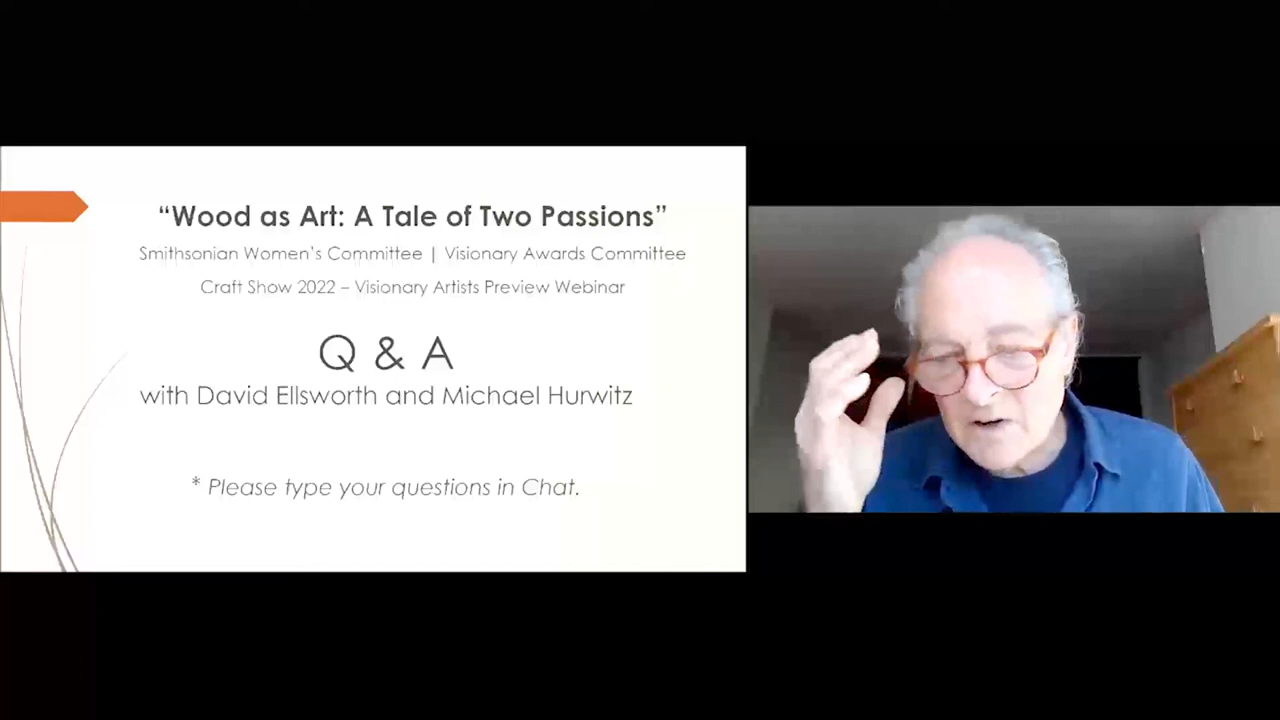 “Wood as Art: A Tale of Two Passions”
Smithsonian Women’s Committee | Visionary Awards Committee
Craft Show 2022 – Visionary Artists Preview Webinar
Q & A
with David Ellsworth and Michael Hurwitz
* Please type your questions in Chat.